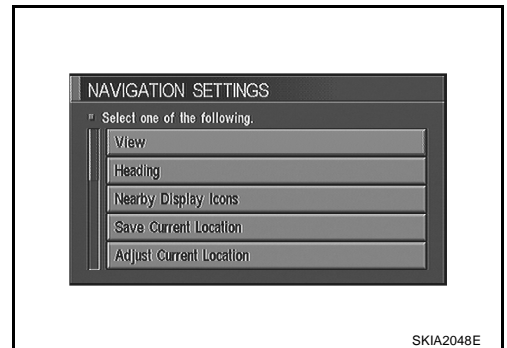 NAVIGATION SETTINGS
Select one of the following.
View
Heading
Nearby Display Icons
Save Current Location
Adjust Current Location
SKIA2048E